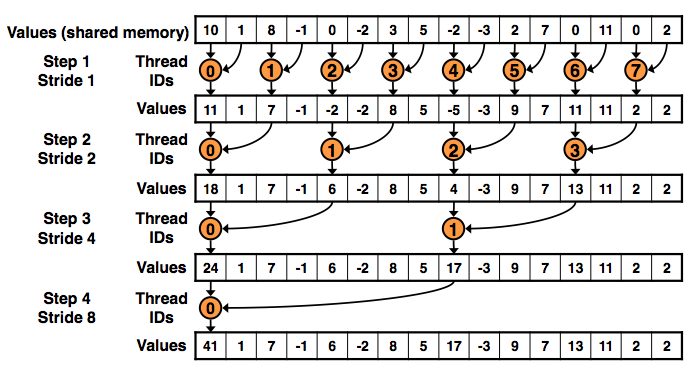 Values (shared memory) 10 1 8 -1 0 -2 3 5 -2 -3 2 7 0 11 0 2
Step 1 Thread
Stride 1 IDs 0 1 2 3 4 5 6 7
Values 11 1 7 -1 -2 -2 8 5 -5 -3 9 7 11 11 2 2
Step 2 Thread
Stride 2 IDs 0 1 2 3
Values 18 1 7 -1 6 -2 8 5 4 -3 9 7 13 11 2 2
Step 3 Thread
Stride 4 IDs 0 1
Values 24 1 7 -1 6 -2 8 5 17 -3 9 7 13 11 2 2
Step 4 Thread
Stride 8 IDs 0
Values 41 1 7 -1 6 -2 8 5 17 -3 9 7 13 11 2 2